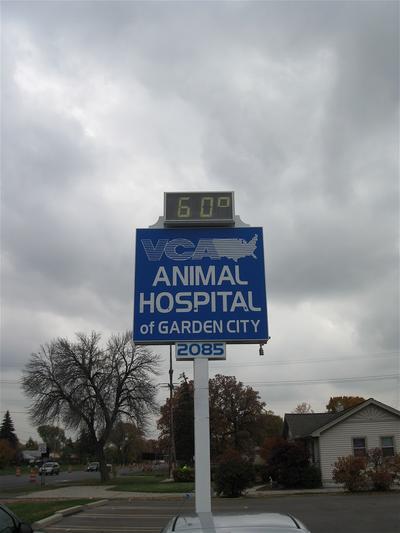 60°
VCA
ANIMAL
HOSPITAL
of GARDEN CITY
2085